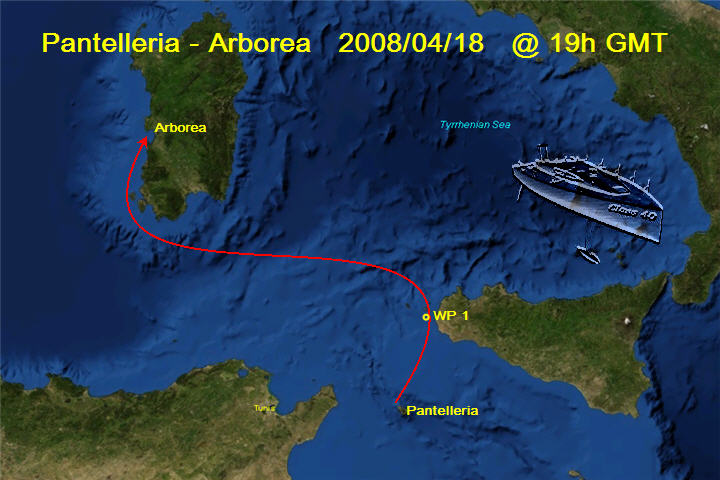 Pantelleria - Arborea 2008/04/18 @ 19h GMT
Tyrrhenian Sea
Arborea
Class 40
WP 1
Tunis
Pantelleria